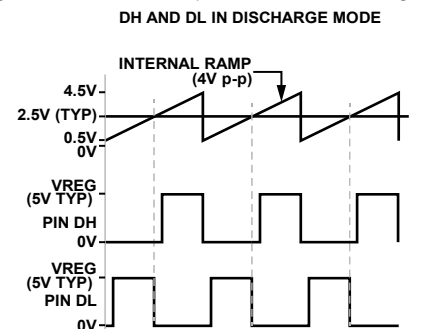 DH AND DL IN DISCHARGE MODE
INTERNAL RAMP
(4V p-p)
4.5V
2.5V (TYP)
0.5V
0V
VREG
(5V TYP)
PIN DH
0V
VREG
(5V TYP)
PIN DL
0V